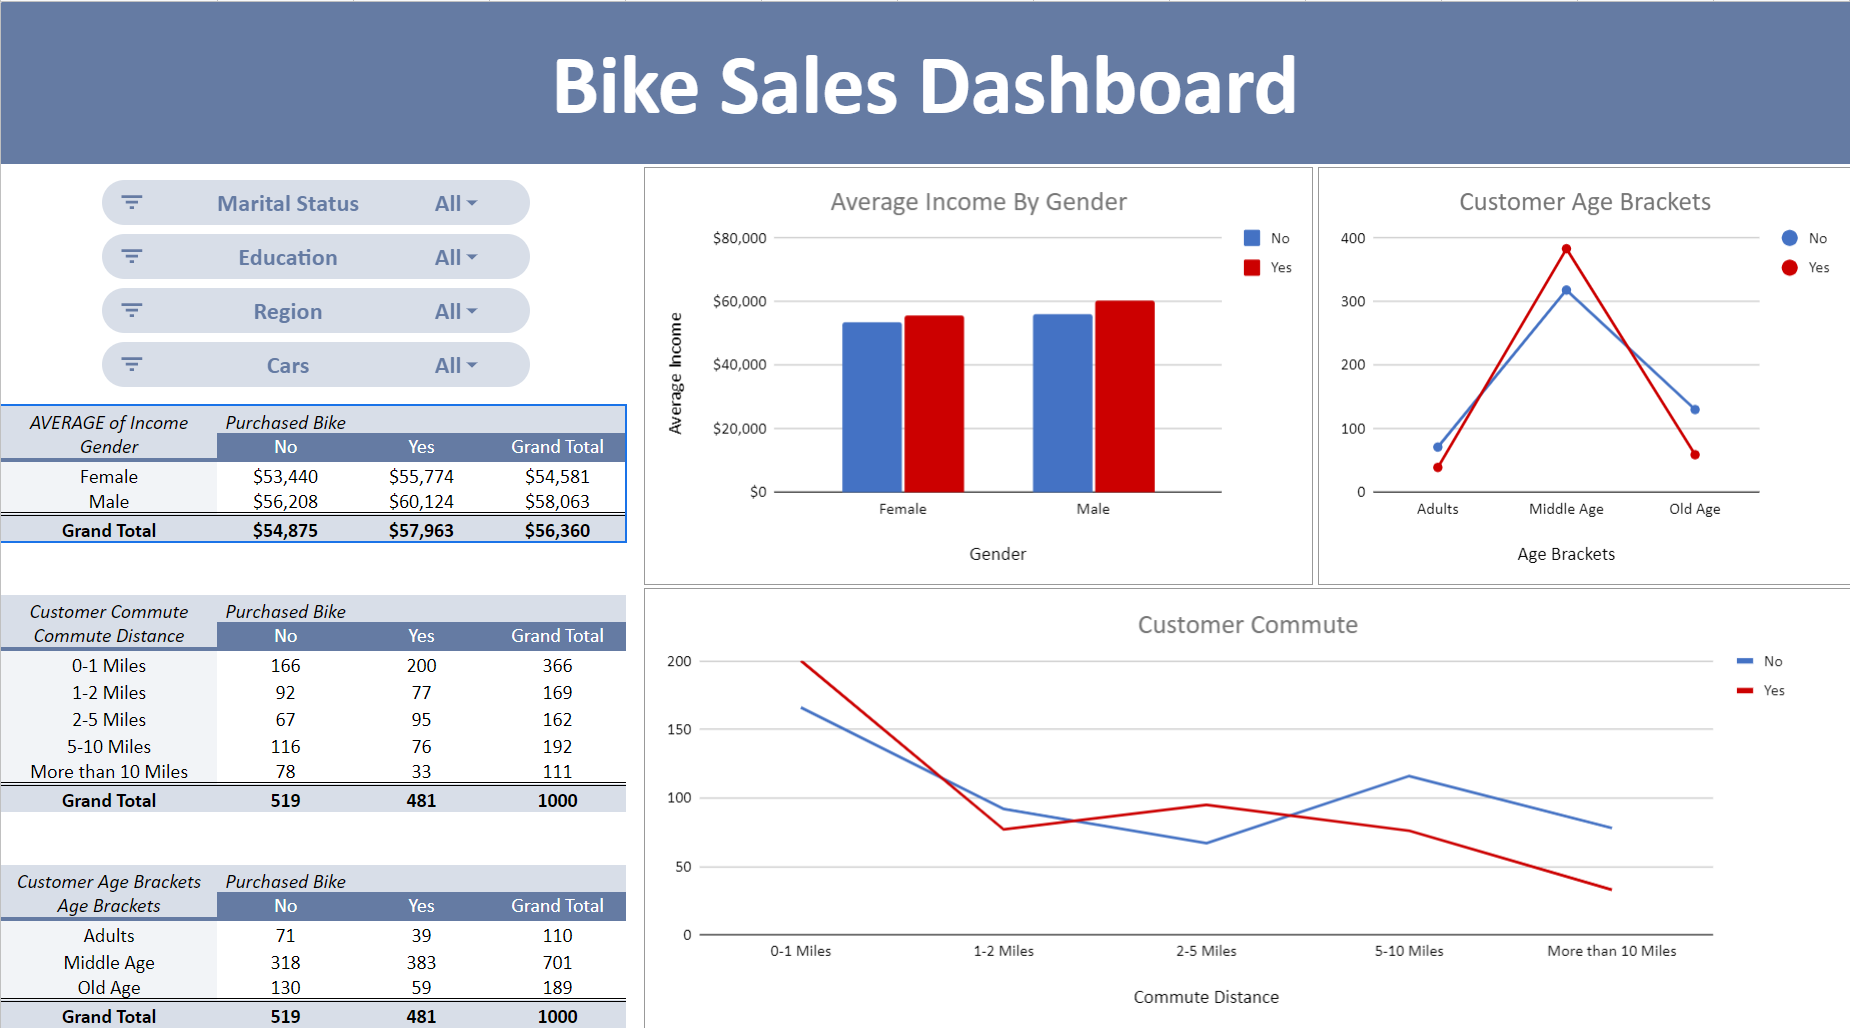 Bike Sales Dashboard
Marital Status All
Education All
Region All
Cars All
AVERAGE of Income Purchased Bike
Gender No Yes Grand Total
Female $53,440 $55,774 $54,581
Male $56,208 $60,124 $58,063
Grand Total $54,875 $57,963 $56,360
Customer Commute Purchased Bike
Commute Distance No Yes Grand Total
0-1 Miles 166 200 366
1-2 Miles 92 77 169
2-5 Miles 67 95 162
5-10 Miles 116 76 192
More than 10 Miles 78 33 111
Grand Total 519 481 1000
Customer Age Brackets Purchased Bike
Age Brackets No Yes Grand Total
Adults 71 39 110
Middle Age 318 383 701
Old Age 130 59 189
Grand Total 519 481 1000
Average Income By Gender
$80,000
$60,000
$40,000
$20,000
$0
Average Income
Female Male
Gender
No
Yes
Customer Age Brackets
400
300
200
100
0
Adults Middle Age Old Age
Age Brackets
No
Yes
Customer Commute
200
150
100
50
0
0-1 Miles 1-2 Miles 2-5 Miles 5-10 Miles More than 10 Miles
Commute Distance
No
Yes